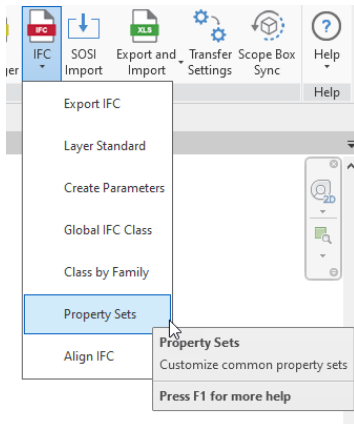 IFC
XLS
ger
IFC
SOSI
Import
Export and
Import
Transfer
Settings
Scope Box
Sync
Help
Help
Export IFC
Layer Standard
Create Parameters
Global IFC Class
Class by Family
Property Sets
Align IFC
2D
Property Sets
Customize common property sets
Press F1 for more help